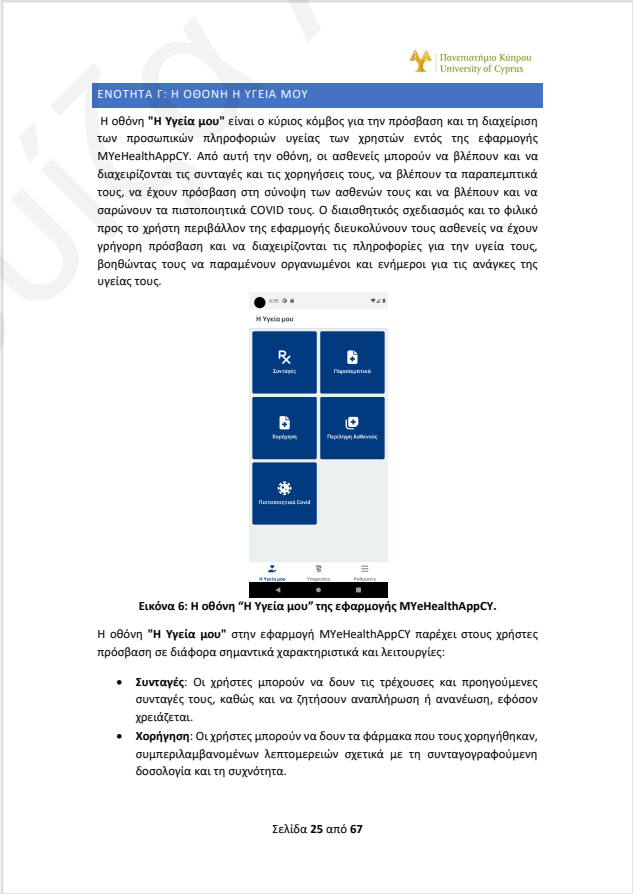 Πανεπιστήμιο Κύπρου
University of Cyprus
ΕΝΟΤΗΤΑ Γ: Η ΟΘΟΝΗ Η ΥΓΕΙΑ ΜΟΥ
Η οθόνη "Η Υγεία μου" είναι ο κύριος κόμβος για την πρόσβαση και τη διαχείριση
των προσωπικών πληροφοριών υγείας των χρηστών εντός της εφαρμογής
MYeHealthAppCY. Από αυτή την οθόνη, οι ασθενείς μπορούν να βλέπουν και να
διαχειρίζονται τις συνταγές και τις χορηγήσεις τους, να βλέπουν τα παραπεμπτικά
τους, να έχουν πρόσβαση στη σύνοψη των ασθενών τους και να βλέπουν και να
σαρώνουν τα πιστοποιητικά COVID τους. Ο διαισθητικός σχεδιασμός και το φιλικό
προς το χρήστη περιβάλλον της εφαρμογής διευκολύνουν τους ασθενείς να έχουν
γρήγορη πρόσβαση και να διαχειρίζονται τις πληροφορίες για την υγεία τους,
βοηθώντας τους να παραμένουν οργανωμένοι και ενήμεροι για τις ανάγκες της
υγείας τους.
6:55
Η Υγεία μου
Συνταγές
Παραπεμπτικά
Χορήγηση
Περίληψη Ασθενούς
Πιστοποιητικά Covid
Η Υγεία μου
Υπηρεσίες
Ρυθμίσεις
Εικόνα 6: Η οθόνη “Η Υγεία μου” της εφαρμογής MYeHealthAppCY.
Η οθόνη "Η Υγεία μου" στην εφαρμογή MYeHealthAppCY παρέχει στους χρήστες
πρόσβαση σε διάφορα σημαντικά χαρακτηριστικά και λειτουργίες:
• Συνταγές: Οι χρήστες μπορούν να δουν τις τρέχουσες και προηγούμενες
συνταγές τους, καθώς και να ζητήσουν αναπλήρωση ή ανανέωση, εφόσον
χρειάζεται.
• Χορήγηση: Οι χρήστες μπορούν να δουν τα φάρμακα που τους χορηγήθηκαν,
συμπεριλαμβανομένων λεπτομερειών σχετικά με τη συνταγογραφούμενη
δοσολογία και τη συχνότητα.
Σελίδα 25 από 67